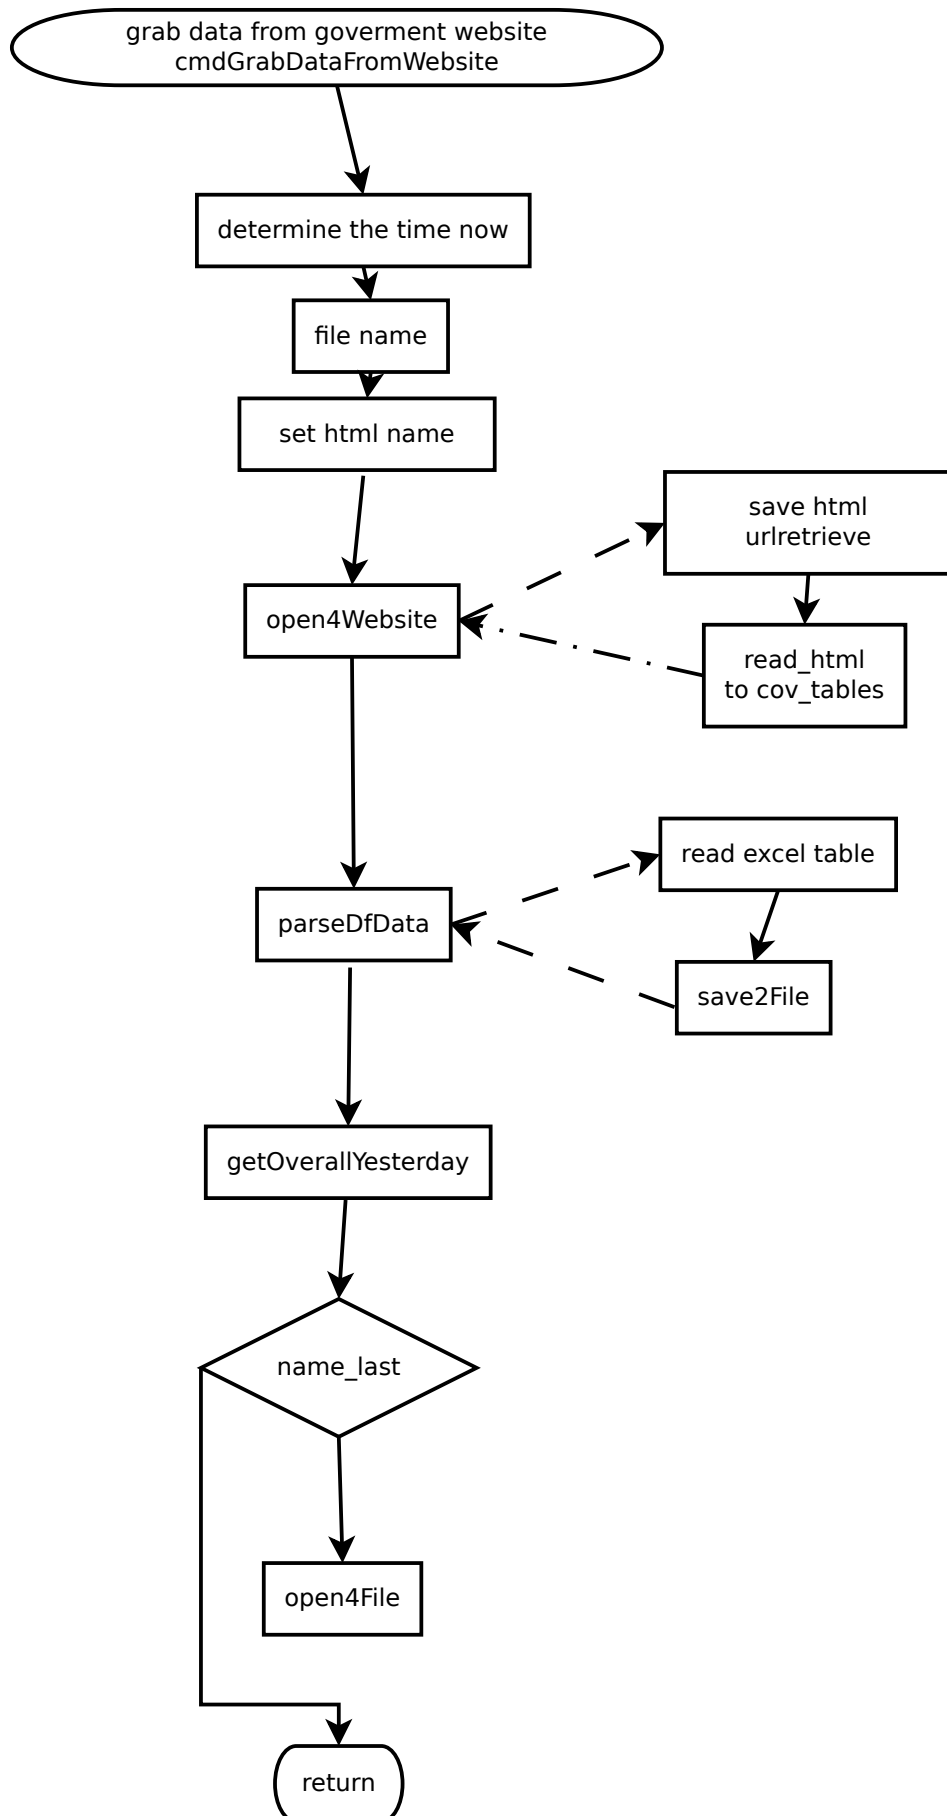 grab data from goverment website
cmdGrabDataFromWebsite
determine the time now
file name
set html name
save html
urlretrieve
open4Website
read_html
to cov_tables
read excel table
parseDfData
save2File
getOverallYesterday
name_last
open4File
return